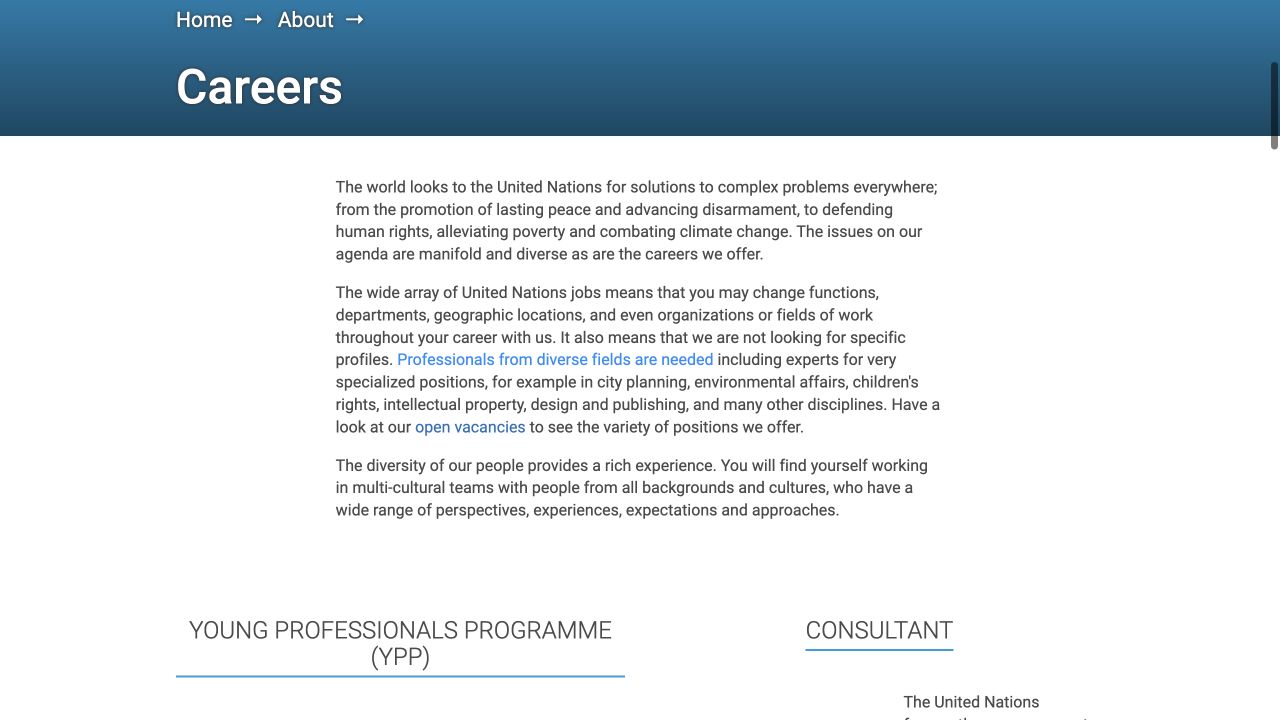 Home → About →
Careers
The world looks to the United Nations for solutions to complex problems everywhere;
from the promotion of lasting peace and advancing disarmament, to defending
human rights, alleviating poverty and combating climate change. The issues on our
agenda are manifold and diverse as are the careers we offer.
The wide array of United Nations jobs means that you may change functions,
departments, geographic locations, and even organizations or fields of work
throughout your career with us. It also means that we are not looking for specific
profiles. Professionals from diverse fields are needed including experts for very
specialized positions, for example in city planning, environmental affairs, children's
rights, intellectual property, design and publishing, and many other disciplines. Have a
look at our open vacancies to see the variety of positions we offer.
The diversity of our people provides a rich experience. You will find yourself working
in multi-cultural teams with people from all backgrounds and cultures, who have a
wide range of perspectives, experiences, expectations and approaches.
YOUNG PROFESSIONALS PROGRAMME
(YPP)
CONSULTANT
The United Nations